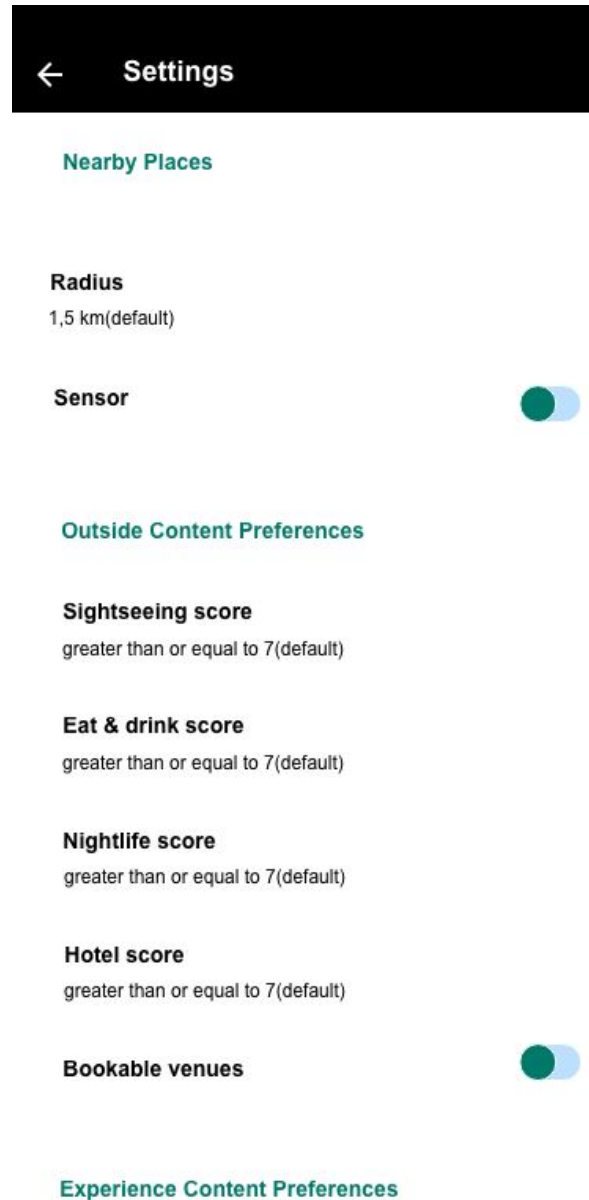 Settings
Nearby Places
Radius
1,5 km(default)
Sensor
Outside Content Preferences
Sightseeing score
greater than or equal to 7(default)
Eat & drink score
greater than or equal to 7(default)
Nightlife score
greater than or equal to 7(default)
Hotel score
greater than or equal to 7(default)
Bookable venues
Experience Content Preferences